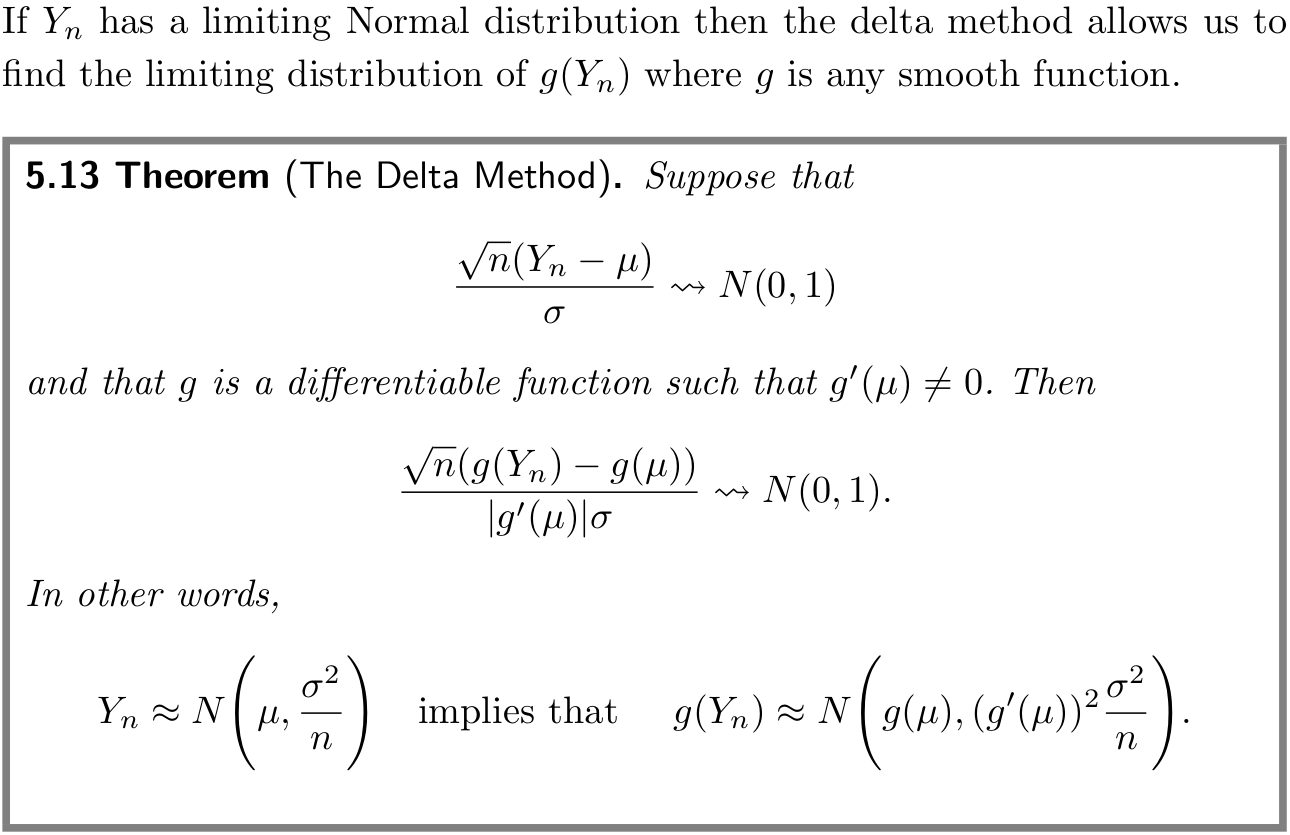 If $Y_n$ has a limiting Normal distribution then the delta method allows us to
find the limiting distribution of $g(Y_n)$ where $g$ is any smooth function.
5.13 Theorem (The Delta Method). Suppose that
$$\frac{\sqrt{n}(Y_n - \mu)}{\sigma} \rightsquigarrow N(0, 1)$$
and that $g$ is a differentiable function such that $g'(\mu) \neq 0$. Then
$$\frac{\sqrt{n}(g(Y_n) - g(\mu))}{|g'(\mu)|\sigma} \rightsquigarrow N(0, 1).$$
In other words,
$$Y_n \approx N\left(\mu, \frac{\sigma^2}{n}\right) \quad \text{implies that} \quad g(Y_n) \approx N\left(g(\mu), (g'(\mu))^2 \frac{\sigma^2}{n}\right).$$